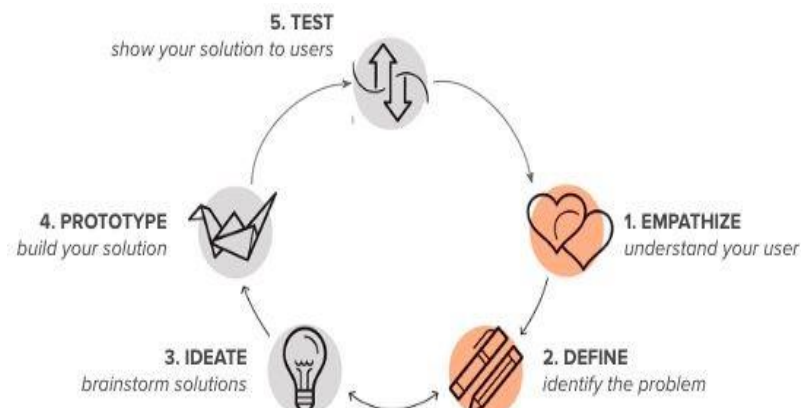 5. TEST
show your solution to users
1. EMPATHIZE
understand your user
2. DEFINE
identify the problem
3. IDEATE
brainstorm solutions
4. PROTOTYPE
build your solution